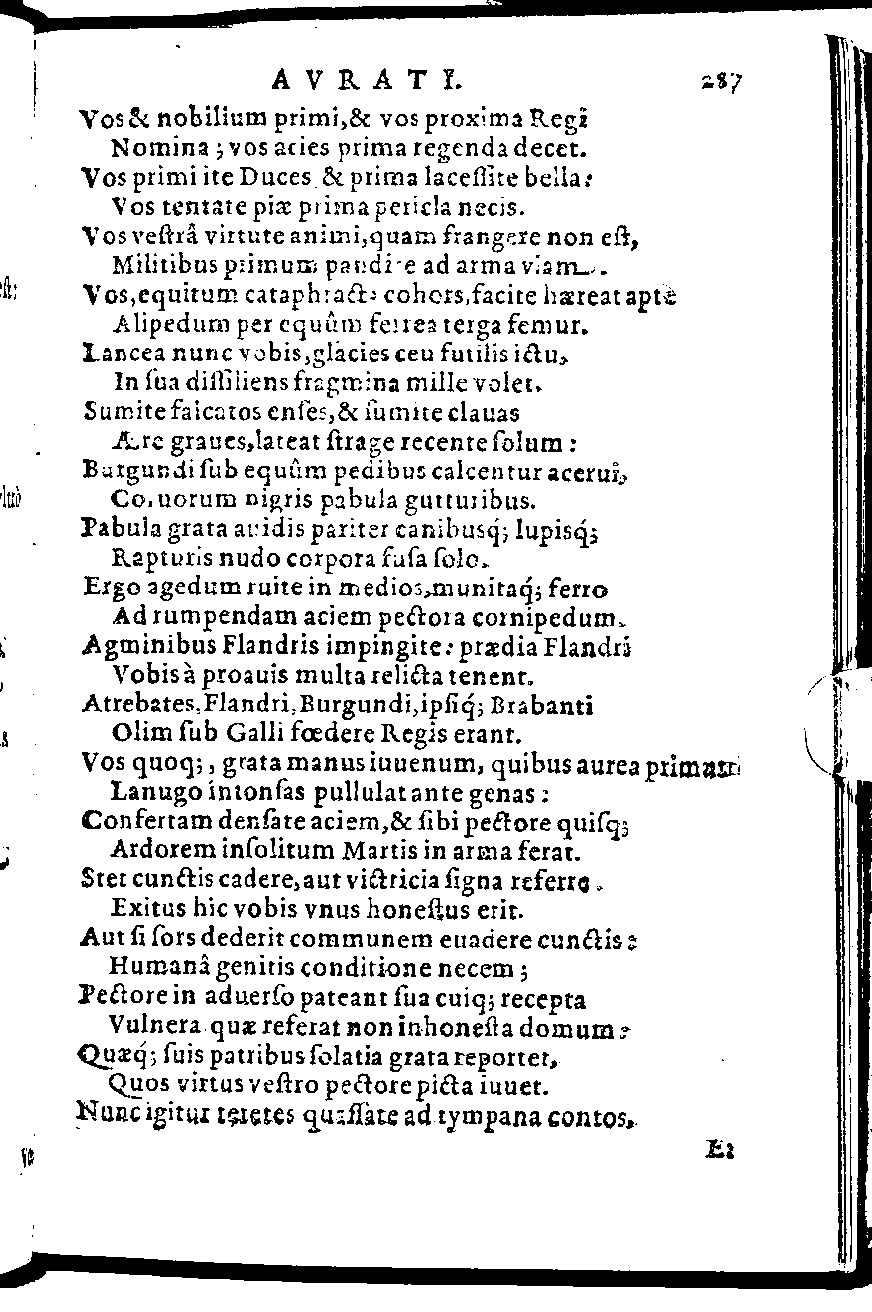 AVRATI. 287
Vos & nobilium primi, & vos proxima Regi
Nomina; vos acies prima regenda decet.
Vos primi ite Duces, & prima laceſſite bella:
Vos tentate piæ prima pericla necis.
Vos veſtrâ virtute animi, quam frangere non eſt,
Militibus primum pandite ad arma viam.
Vos, equitum cataphracta cohors, facite hæreat aptè
Alipedum per equûm ferrea terga femur.
Lancea nunc vobis, glacies ceu futilis ictu,
In ſua diſſiliens fragmina mille volet.
Sumite falcatos enſes, & ſumite clauas
Ære graues, lateat ſtrage recente ſolum:
Burgundi ſub equûm pedibus calcentur acerui,
Coruorum nigris pabula gutturibus.
Pabula grata auidis pariter canibusq́; lupisq́;
Rapturis nudo corpora fuſa ſolo.
Ergo agedum ruite in medios, munitaq́; ferro
Ad rumpendam aciem pectora cornipedum.
Agminibus Flandris impingite: prædia Flandri
Vobis à proauis multa relicta tenent.
Atrebates, Flandri, Burgundi, ipſiq́; Brabanti
Olim ſub Galli fœdere Regis erant.
Vos quoq;, grata manus iuuenum, quibus aurea primum
Lanugo intonſas pullulat ante genas:
Confertam denſate aciem, & ſibi pectore quiſq;
Ardorem inſolitum Martis in arma ferat.
Stet cunctis cadere, aut victricia ſigna referre.
Exitus hic vobis vnus honeſtus erit.
Aut ſi ſors dederit communem euadere cunctis
Humanâ genitis conditione necem;
Pectore in aduerſo pateant ſua cuiq; recepta
Vulnera quæ referat non inhoneſta domum:
Quæq́; ſuis patribus ſolatia grata reportet,
Quos virtus veſtro pectore picta iuuet.
Nunc igitur teretes quaſſate ad tympana contos,
Et